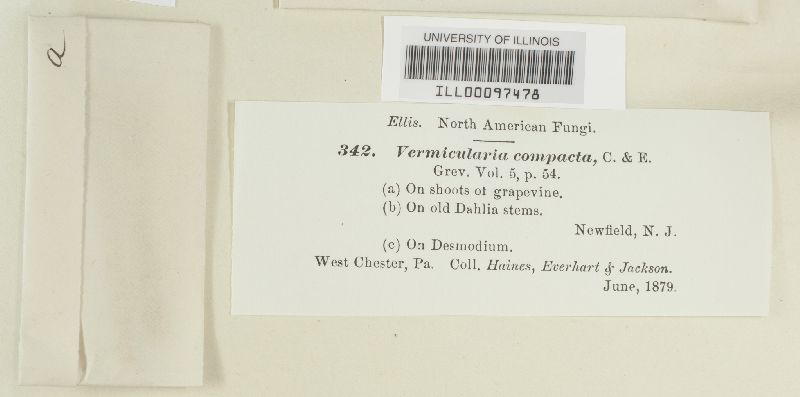 a
UNIVERSITY OF ILLINOIS
ILL00097478
Ellis. North American Fungi.
342. Vermicularia compacta, C. & E.
Grev. Vol. 5, p. 54.
(a) On shoots of grapevine.
(b) On old Dahlia stems.
Newfield, N. J.
(c) On Desmodium.
West Chester, Pa. Coll. Haines, Everhart & Jackson.
June, 1879.